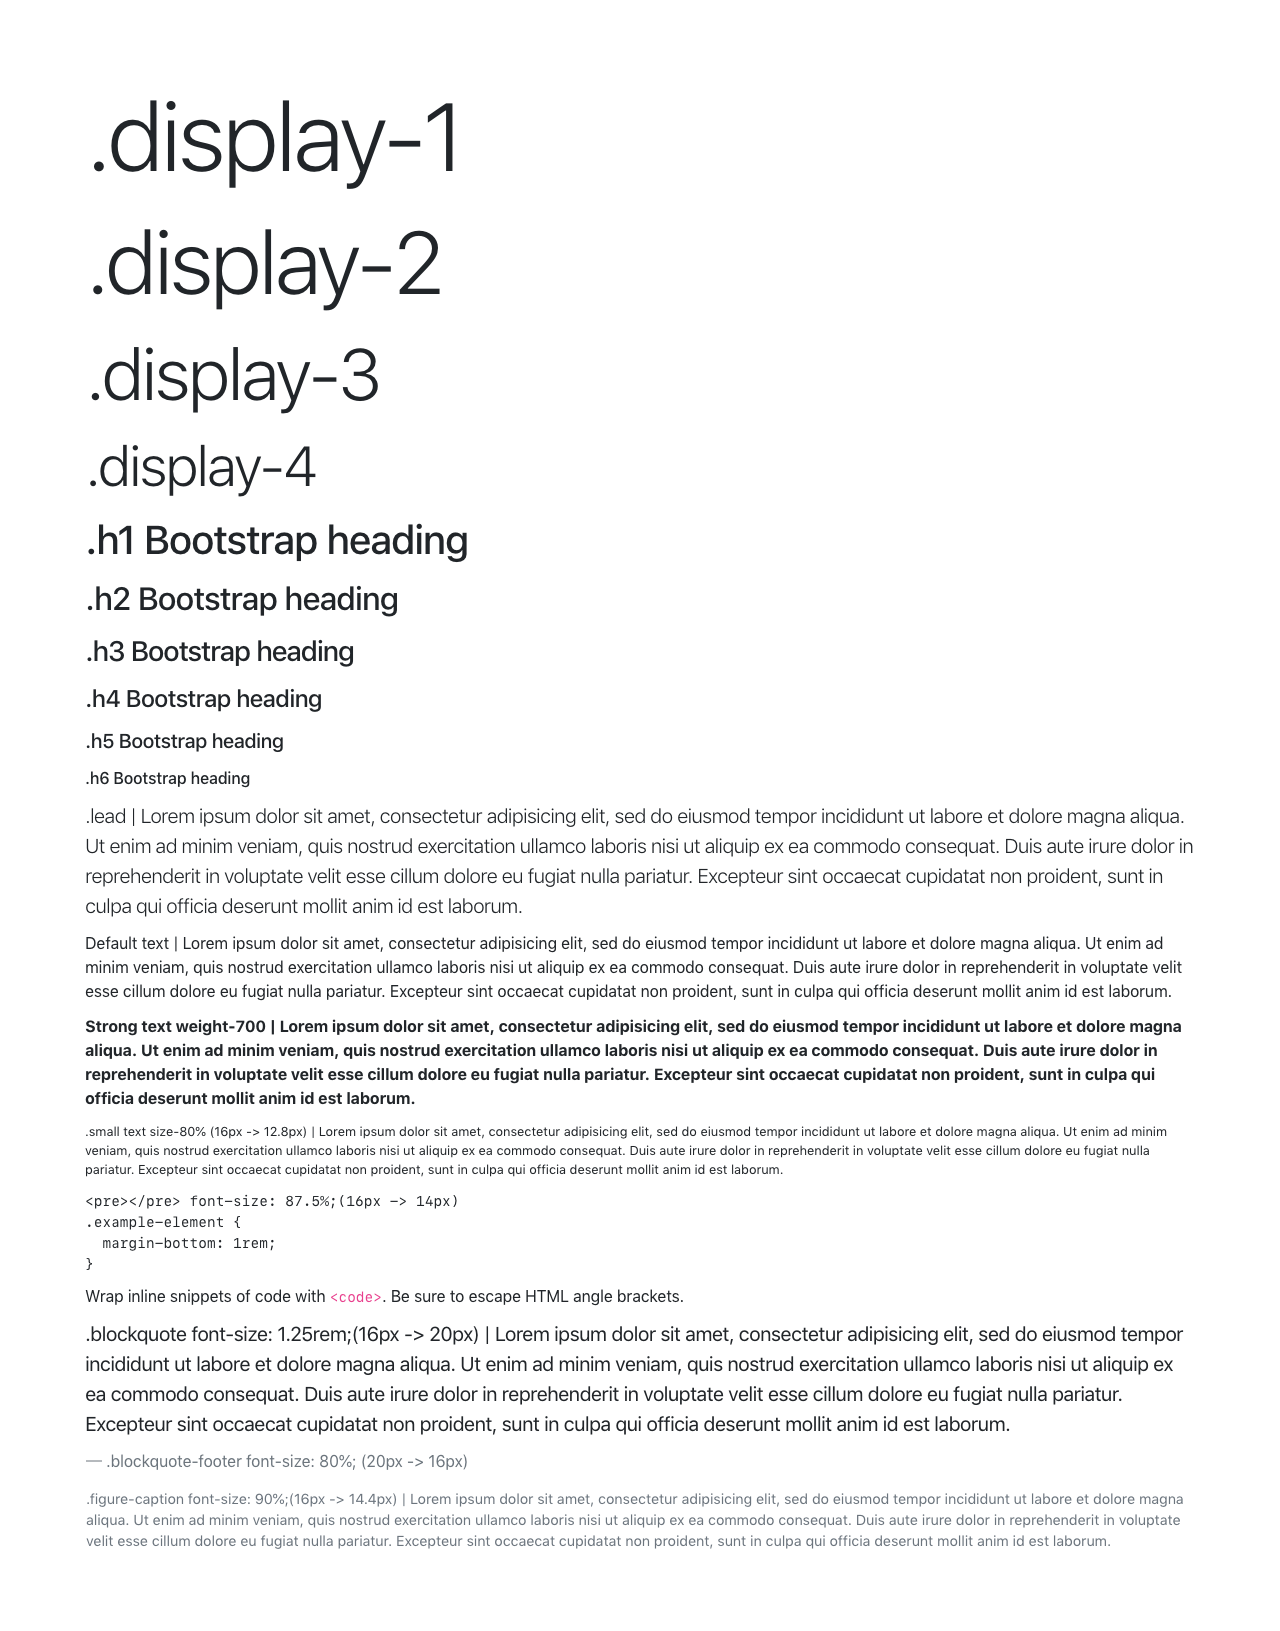 .display-1
.display-2
.display-3
.display-4
.h1 Bootstrap heading
.h2 Bootstrap heading
.h3 Bootstrap heading
.h4 Bootstrap heading
.h5 Bootstrap heading
.h6 Bootstrap heading
.lead | Lorem ipsum dolor sit amet, consectetur adipisicing elit, sed do eiusmod tempor incididunt ut labore et dolore magna aliqua.
Ut enim ad minim veniam, quis nostrud exercitation ullamco laboris nisi ut aliquip ex ea commodo consequat. Duis aute irure dolor in
reprehenderit in voluptate velit esse cillum dolore eu fugiat nulla pariatur. Excepteur sint occaecat cupidatat non proident, sunt in
culpa qui officia deserunt mollit anim id est laborum.
Default text | Lorem ipsum dolor sit amet, consectetur adipisicing elit, sed do eiusmod tempor incididunt ut labore et dolore magna aliqua. Ut enim ad
minim veniam, quis nostrud exercitation ullamco laboris nisi ut aliquip ex ea commodo consequat. Duis aute irure dolor in reprehenderit in voluptate velit
esse cillum dolore eu fugiat nulla pariatur. Excepteur sint occaecat cupidatat non proident, sunt in culpa qui officia deserunt mollit anim id est laborum.
Strong text weight-700 | Lorem ipsum dolor sit amet, consectetur adipisicing elit, sed do eiusmod tempor incididunt ut labore et dolore magna
aliqua. Ut enim ad minim veniam, quis nostrud exercitation ullamco laboris nisi ut aliquip ex ea commodo consequat. Duis aute irure dolor in
reprehenderit in voluptate velit esse cillum dolore eu fugiat nulla pariatur. Excepteur sint occaecat cupidatat non proident, sunt in culpa qui
officia deserunt mollit anim id est laborum.
.small text size-80% (16px -> 12.8px) | Lorem ipsum dolor sit amet, consectetur adipisicing elit, sed do eiusmod tempor incididunt ut labore et dolore magna aliqua. Ut enim ad minim
veniam, quis nostrud exercitation ullamco laboris nisi ut aliquip ex ea commodo consequat. Duis aute irure dolor in reprehenderit in voluptate velit esse cillum dolore eu fugiat nulla
pariatur. Excepteur sint occaecat cupidatat non proident, sunt in culpa qui officia deserunt mollit anim id est laborum.
<pre></pre> font-size: 87.5%;(16px -> 14px)
.example-element {
  margin-bottom: 1rem;
}
Wrap inline snippets of code with <code>. Be sure to escape HTML angle brackets.
.blockquote font-size: 1.25rem;(16px -> 20px) | Lorem ipsum dolor sit amet, consectetur adipisicing elit, sed do eiusmod tempor
incididunt ut labore et dolore magna aliqua. Ut enim ad minim veniam, quis nostrud exercitation ullamco laboris nisi ut aliquip ex
ea commodo consequat. Duis aute irure dolor in reprehenderit in voluptate velit esse cillum dolore eu fugiat nulla pariatur.
Excepteur sint occaecat cupidatat non proident, sunt in culpa qui officia deserunt mollit anim id est laborum.
— .blockquote-footer font-size: 80%; (20px -> 16px)
.figure-caption font-size: 90%;(16px -> 14.4px) | Lorem ipsum dolor sit amet, consectetur adipisicing elit, sed do eiusmod tempor incididunt ut labore et dolore magna
aliqua. Ut enim ad minim veniam, quis nostrud exercitation ullamco laboris nisi ut aliquip ex ea commodo consequat. Duis aute irure dolor in reprehenderit in voluptate
velit esse cillum dolore eu fugiat nulla pariatur. Excepteur sint occaecat cupidatat non proident, sunt in culpa qui officia deserunt mollit anim id est laborum.